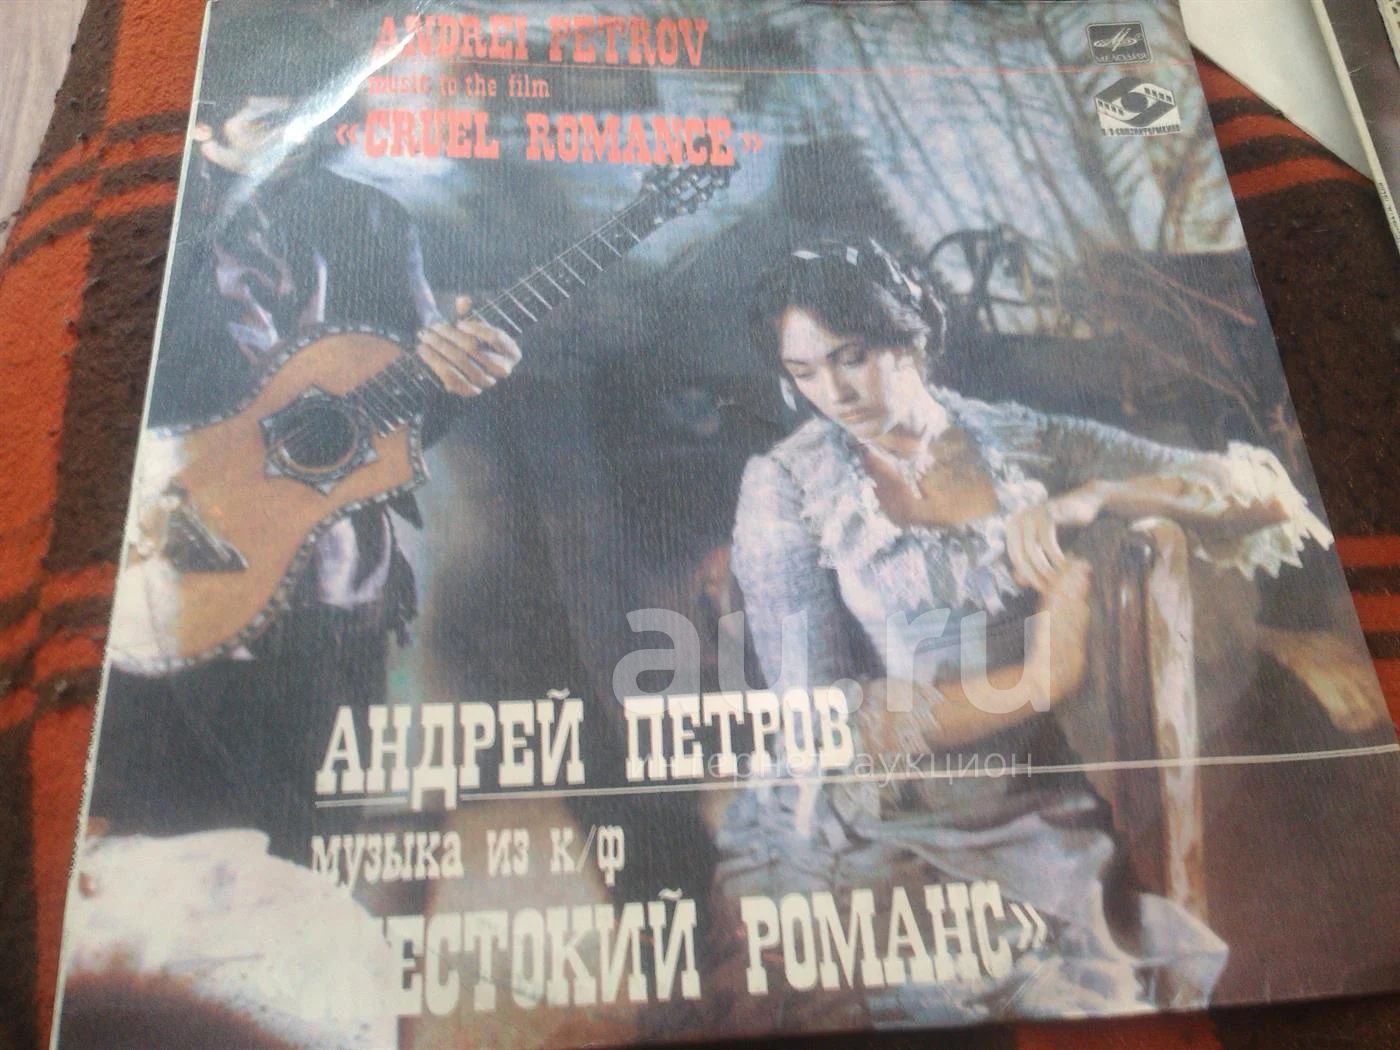 ANDREI PETROV
music to the film
«CRUEL ROMANCE»
МЕЛОДИЯ
АНДРЕЙ ПЕТРОВ
музыка из к/ф
ЕСТОКИЙ РОМАНС»
au.ru
интернет аукцион